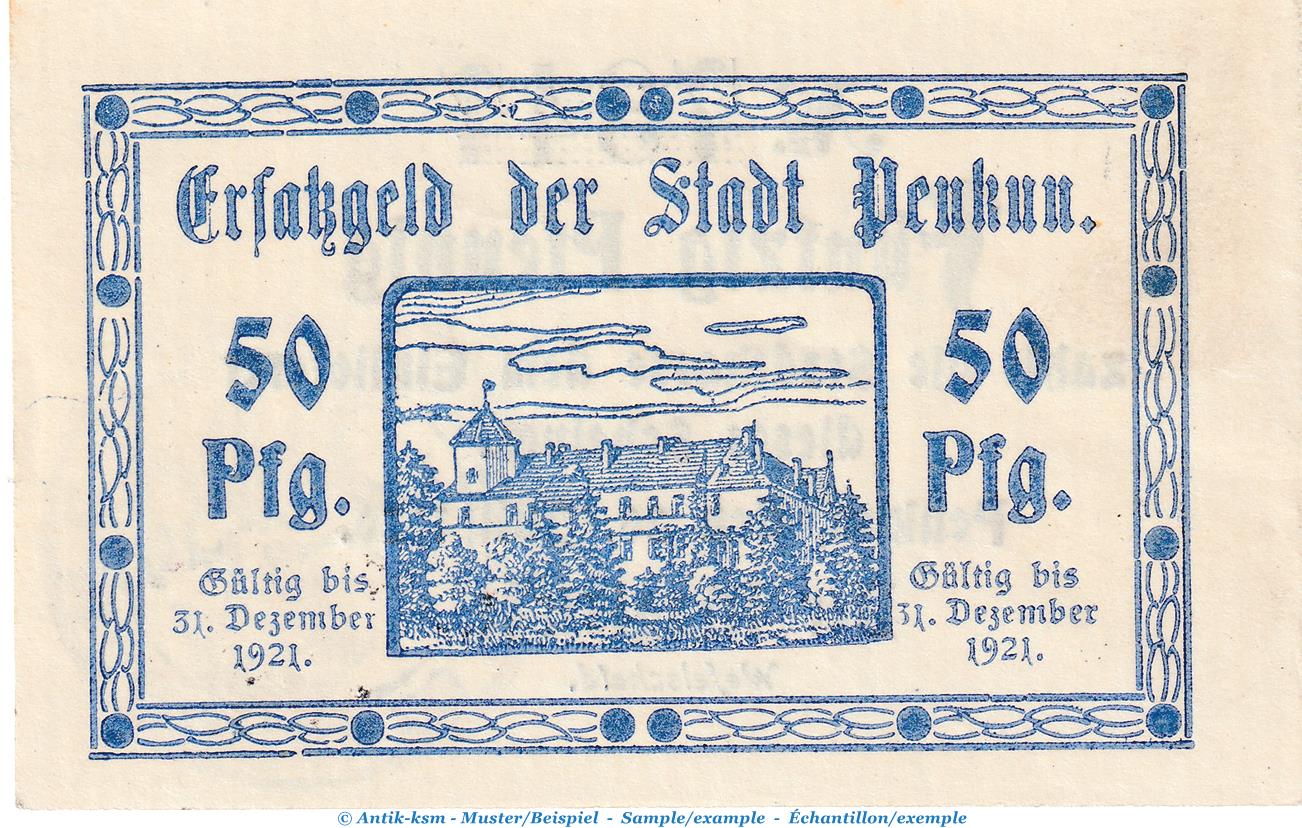 Ersatzgeld der Stadt Penkun.
50
Pfg.
Gültig bis
31. Dezember
1921.
50
Pfg.
Gültig bis
31. Dezember
1921.
© Antik-ksm - Muster/Beispiel - Sample/example - Échantillon/exemple